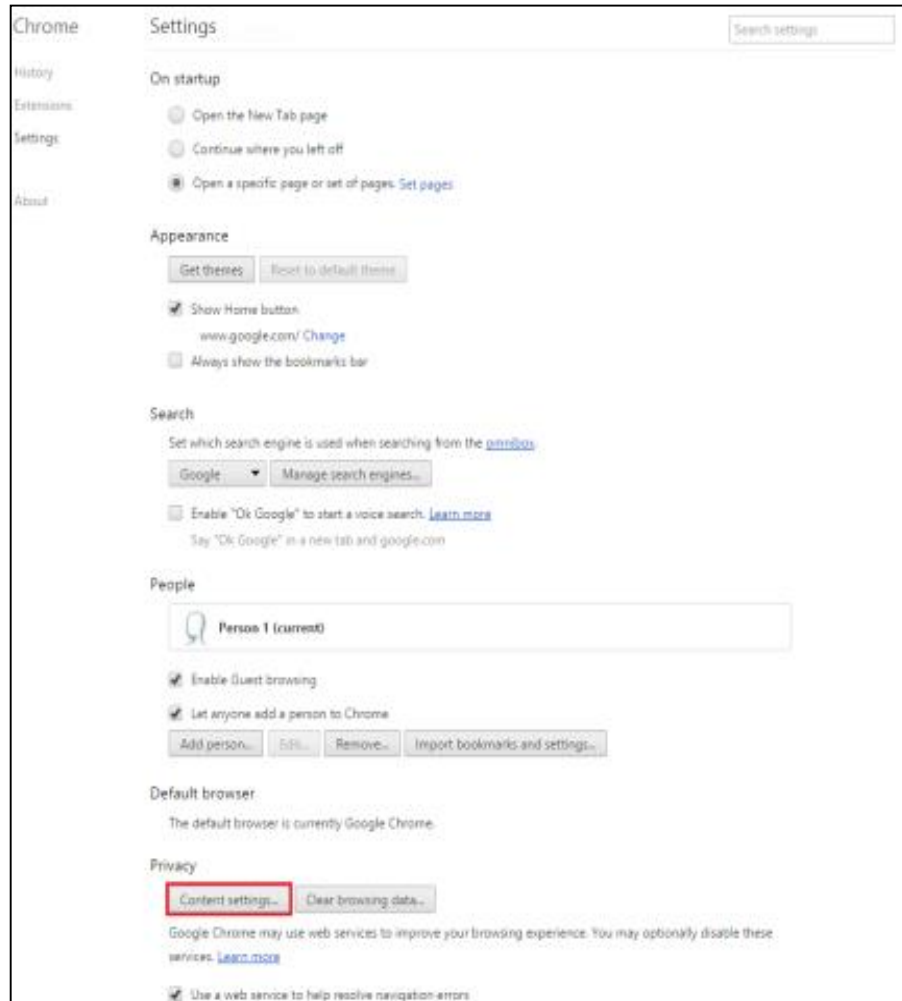 Chrome
Settings
Search settings
History
Extensions
Settings
About
On startup
Open the New Tab page
Continue where you left off
Open a specific page or set of pages. Set pages
Appearance
Get themes Reset to default theme
Show Home button
www.google.com/ Change
Always show the bookmarks bar
Search
Set which search engine is used when searching from the omnibox.
Google Manage search engines...
Enable "Ok Google" to start a voice search. Learn more
Say "Ok Google" in a new tab and google.com
People
Person 1 (current)
Enable Guest browsing
Let anyone add a person to Chrome
Add person... Edit... Remove... Import bookmarks and settings...
Default browser
The default browser is currently Google Chrome.
Privacy
Content settings... Clear browsing data...
Google Chrome may use web services to improve your browsing experience. You may optionally disable these
services. Learn more
Use a web service to help resolve navigation errors